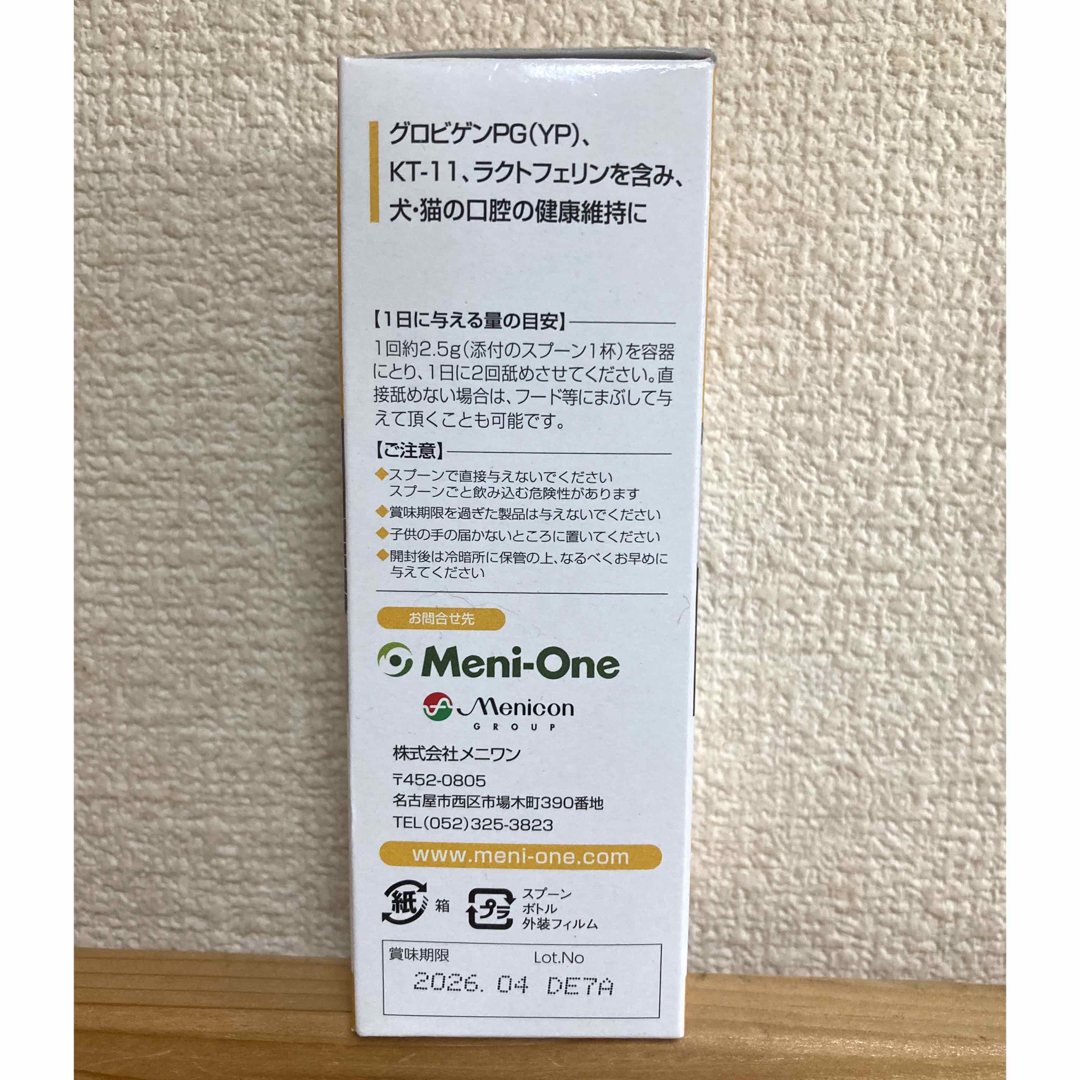 グロビゲンPG(YP)、
KT-11、ラクトフェリンを含み、
犬・猫の口腔の健康維持に
【1日に与える量の目安】
1回約2.5g(添付のスプーン1杯)を容器
にとり、1日に2回舐めさせてください。直
接舐めない場合は、フード等にまぶして与
えて頂くことも可能です。
【ご注意】
◆スプーンで直接与えないでください
スプーンごと飲み込む危険性があります
◆賞味期限を過ぎた製品は与えないでください
◆子供の手の届かないところに置いてください
◆開封後は冷暗所に保管の上、なるべくお早めに
与えてください
お問合せ先
Meni-One
Menicon
GROUP
株式会社メニワン
〒452-0805
名古屋市西区市場木町390番地
TEL(052)325-3823
www.meni-one.com
紙 箱
プラ スプーン
ボトル
外装フィルム
賞味期限 Lot.No
2026.04 DE7A